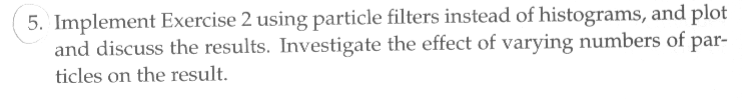 5. Implement Exercise 2 using particle filters instead of histograms, and plot
and discuss the results. Investigate the effect of varying numbers of par-
ticles on the result.